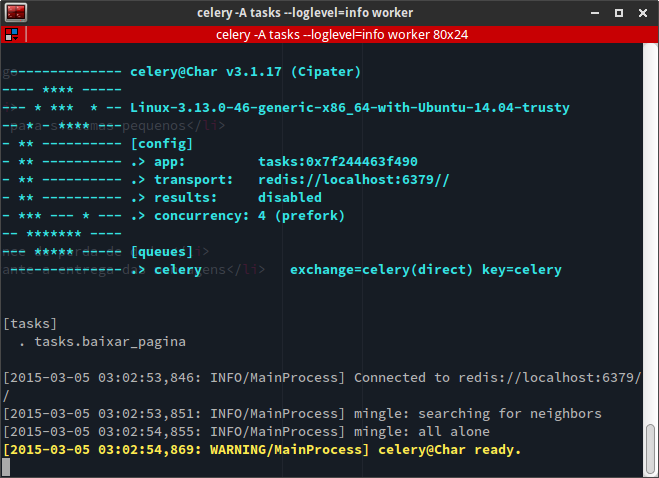 celery -A tasks --loglevel=info worker
celery -A tasks --loglevel=info worker 80x24
-------------- celery@Char v3.1.17 (Cipater)
---- **** -----
--- * ***  * -- Linux-3.13.0-46-generic-x86_64-with-Ubuntu-14.04-trusty
-- * - **** ---
- ** ---------- [config]
- ** ---------- .> app:         tasks:0x7f244463f490
- ** ---------- .> transport:   redis://localhost:6379//
- ** ---------- .> results:     disabled
- *** --- * --- .> concurrency: 4 (prefork)
-- ******* ----
--- ***** ----- [queues]
-------------- .> celery           exchange=celery(direct) key=celery
[tasks]
  . tasks.baixar_pagina
[2015-03-05 03:02:53,846: INFO/MainProcess] Connected to redis://localhost:6379/
/
[2015-03-05 03:02:53,851: INFO/MainProcess] mingle: searching for neighbors
[2015-03-05 03:02:54,855: INFO/MainProcess] mingle: all alone
[2015-03-05 03:02:54,869: WARNING/MainProcess] celery@Char ready.